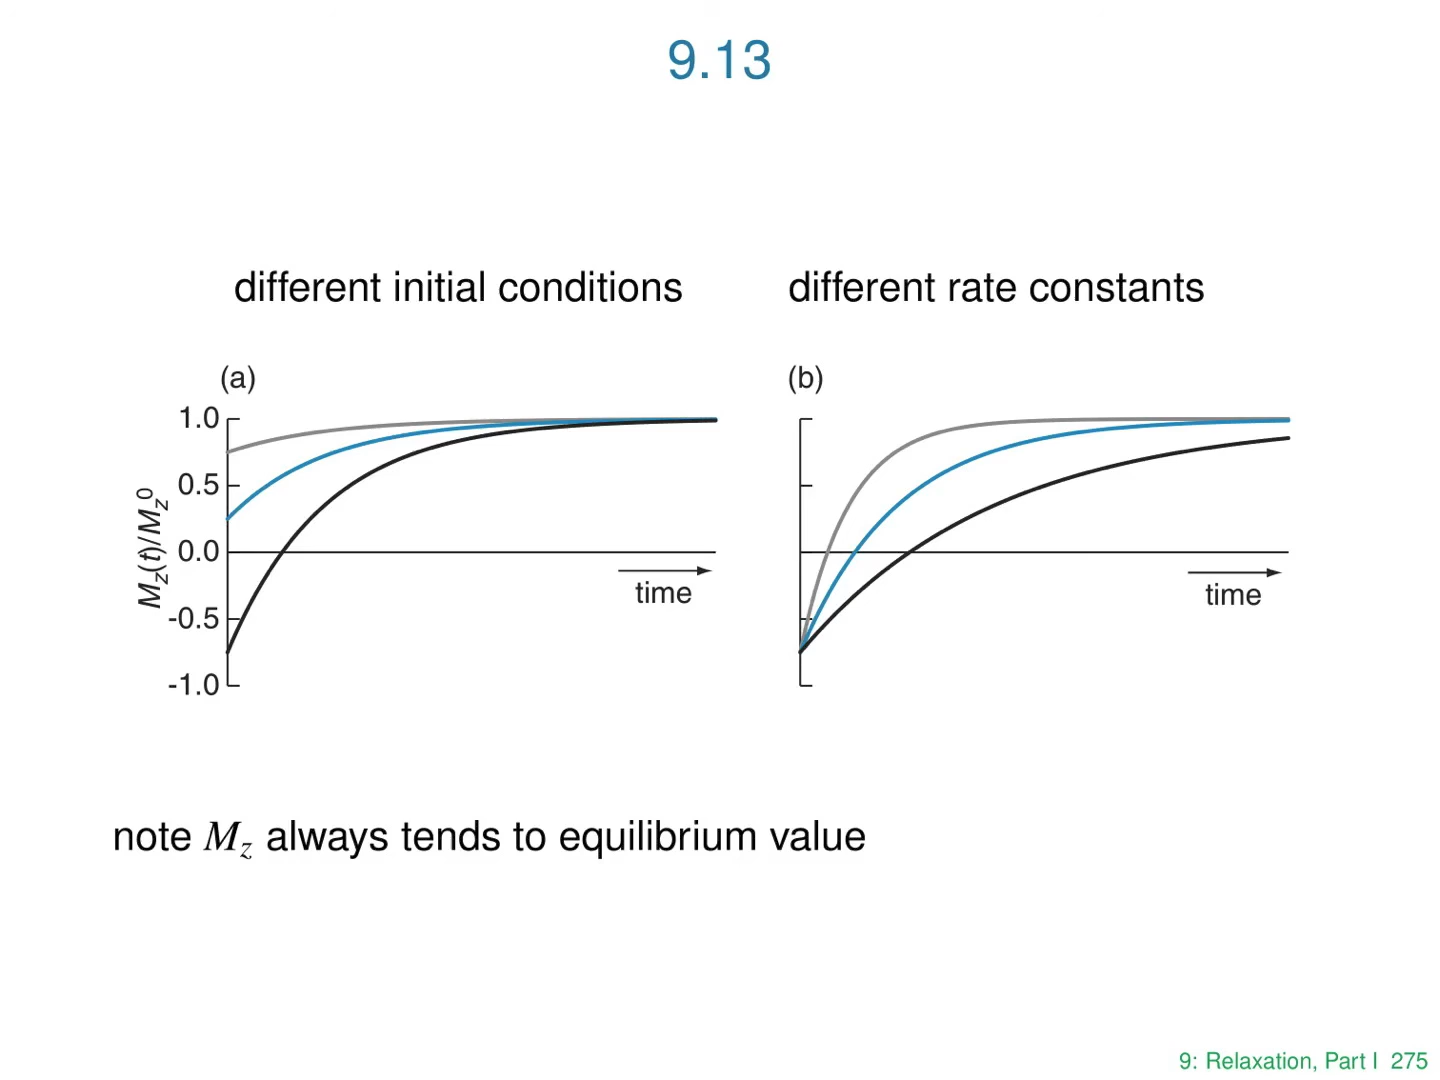 9.13
different initial conditions
different rate constants
(a)
(b)
1.0
0.5
0.0
-0.5
-1.0
Mz(t)/Mz0
time
time
note Mz always tends to equilibrium value
9: Relaxation, Part I 275